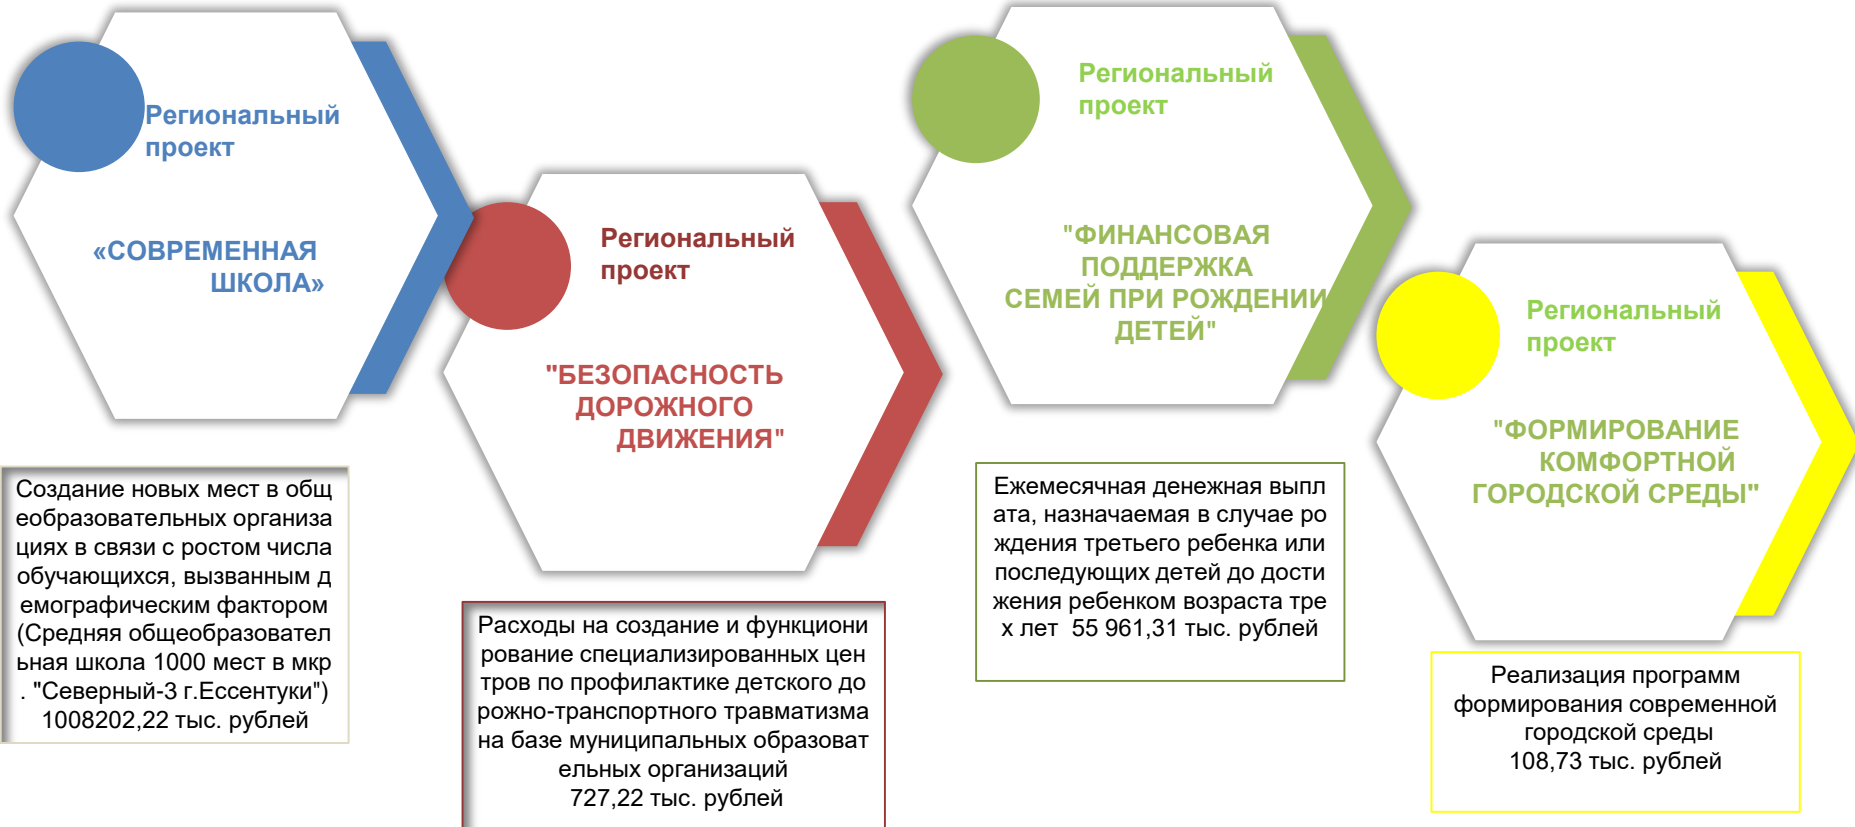 Региональный
проект
«СОВРЕМЕННАЯ
ШКОЛА»
Создание новых мест в общ
еобразовательных организа
циях в связи с ростом числа
обучающихся, вызванным д
емографическим фактором
(Средняя общеобразовател
ьная школа 1000 мест в мкр
. "Северный-3 г.Ессентуки")
1008202,22 тыс. рублей
Региональный
проект
"БЕЗОПАСНОСТЬ
ДОРОЖНОГО
ДВИЖЕНИЯ"
Расходы на создание и функциони
рование специализированных цен
тров по профилактике детского до
рожно-транспортного травматизма
на базе муниципальных образоват
ельных организаций
727,22 тыс. рублей
Региональный
проект
"ФИНАНСОВАЯ
ПОДДЕРЖКА
СЕМЕЙ ПРИ РОЖДЕНИИ
ДЕТЕЙ"
Ежемесячная денежная выпл
ата, назначаемая в случае ро
ждения третьего ребенка или
последующих детей до дости
жения ребенком возраста тре
х лет 55 961,31 тыс. рублей
Региональный
проект
"ФОРМИРОВАНИЕ
КОМФОРТНОЙ
ГОРОДСКОЙ СРЕДЫ"
Реализация программ
формирования современной
городской среды
108,73 тыс. рублей